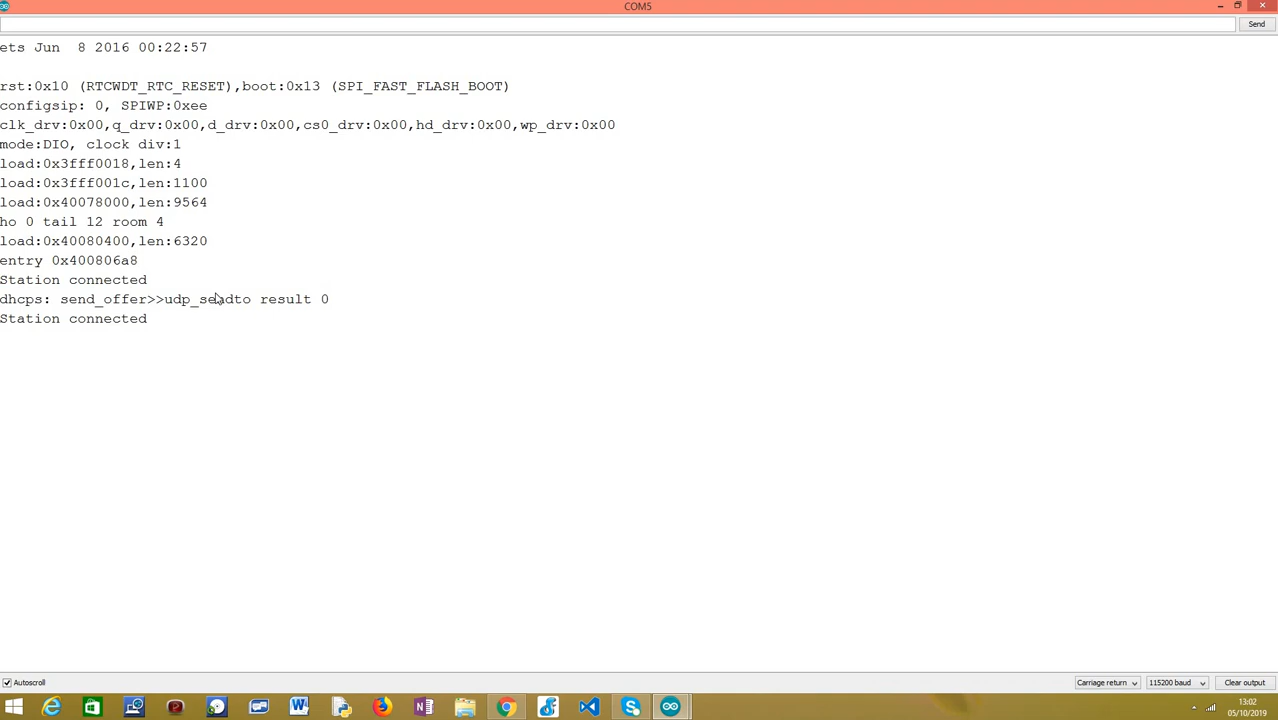 COM5
Send
ets Jun  8 2016 00:22:57
rst:0x10 (RTCWDT_RTC_RESET),boot:0x13 (SPI_FAST_FLASH_BOOT)
configsip: 0, SPIWP:0xee
clk_drv:0x00,q_drv:0x00,d_drv:0x00,cs0_drv:0x00,hd_drv:0x00,wp_drv:0x00
mode:DIO, clock div:1
load:0x3fff0018,len:4
load:0x3fff001c,len:1100
load:0x40078000,len:9564
ho 0 tail 12 room 4
load:0x40080400,len:6320
entry 0x400806a8
Station connected
dhcps: send_offer>>udp_sendto result 0
Station connected
Autoscroll
Carriage return
115200 baud
Clear output
13:02
05/10/2019